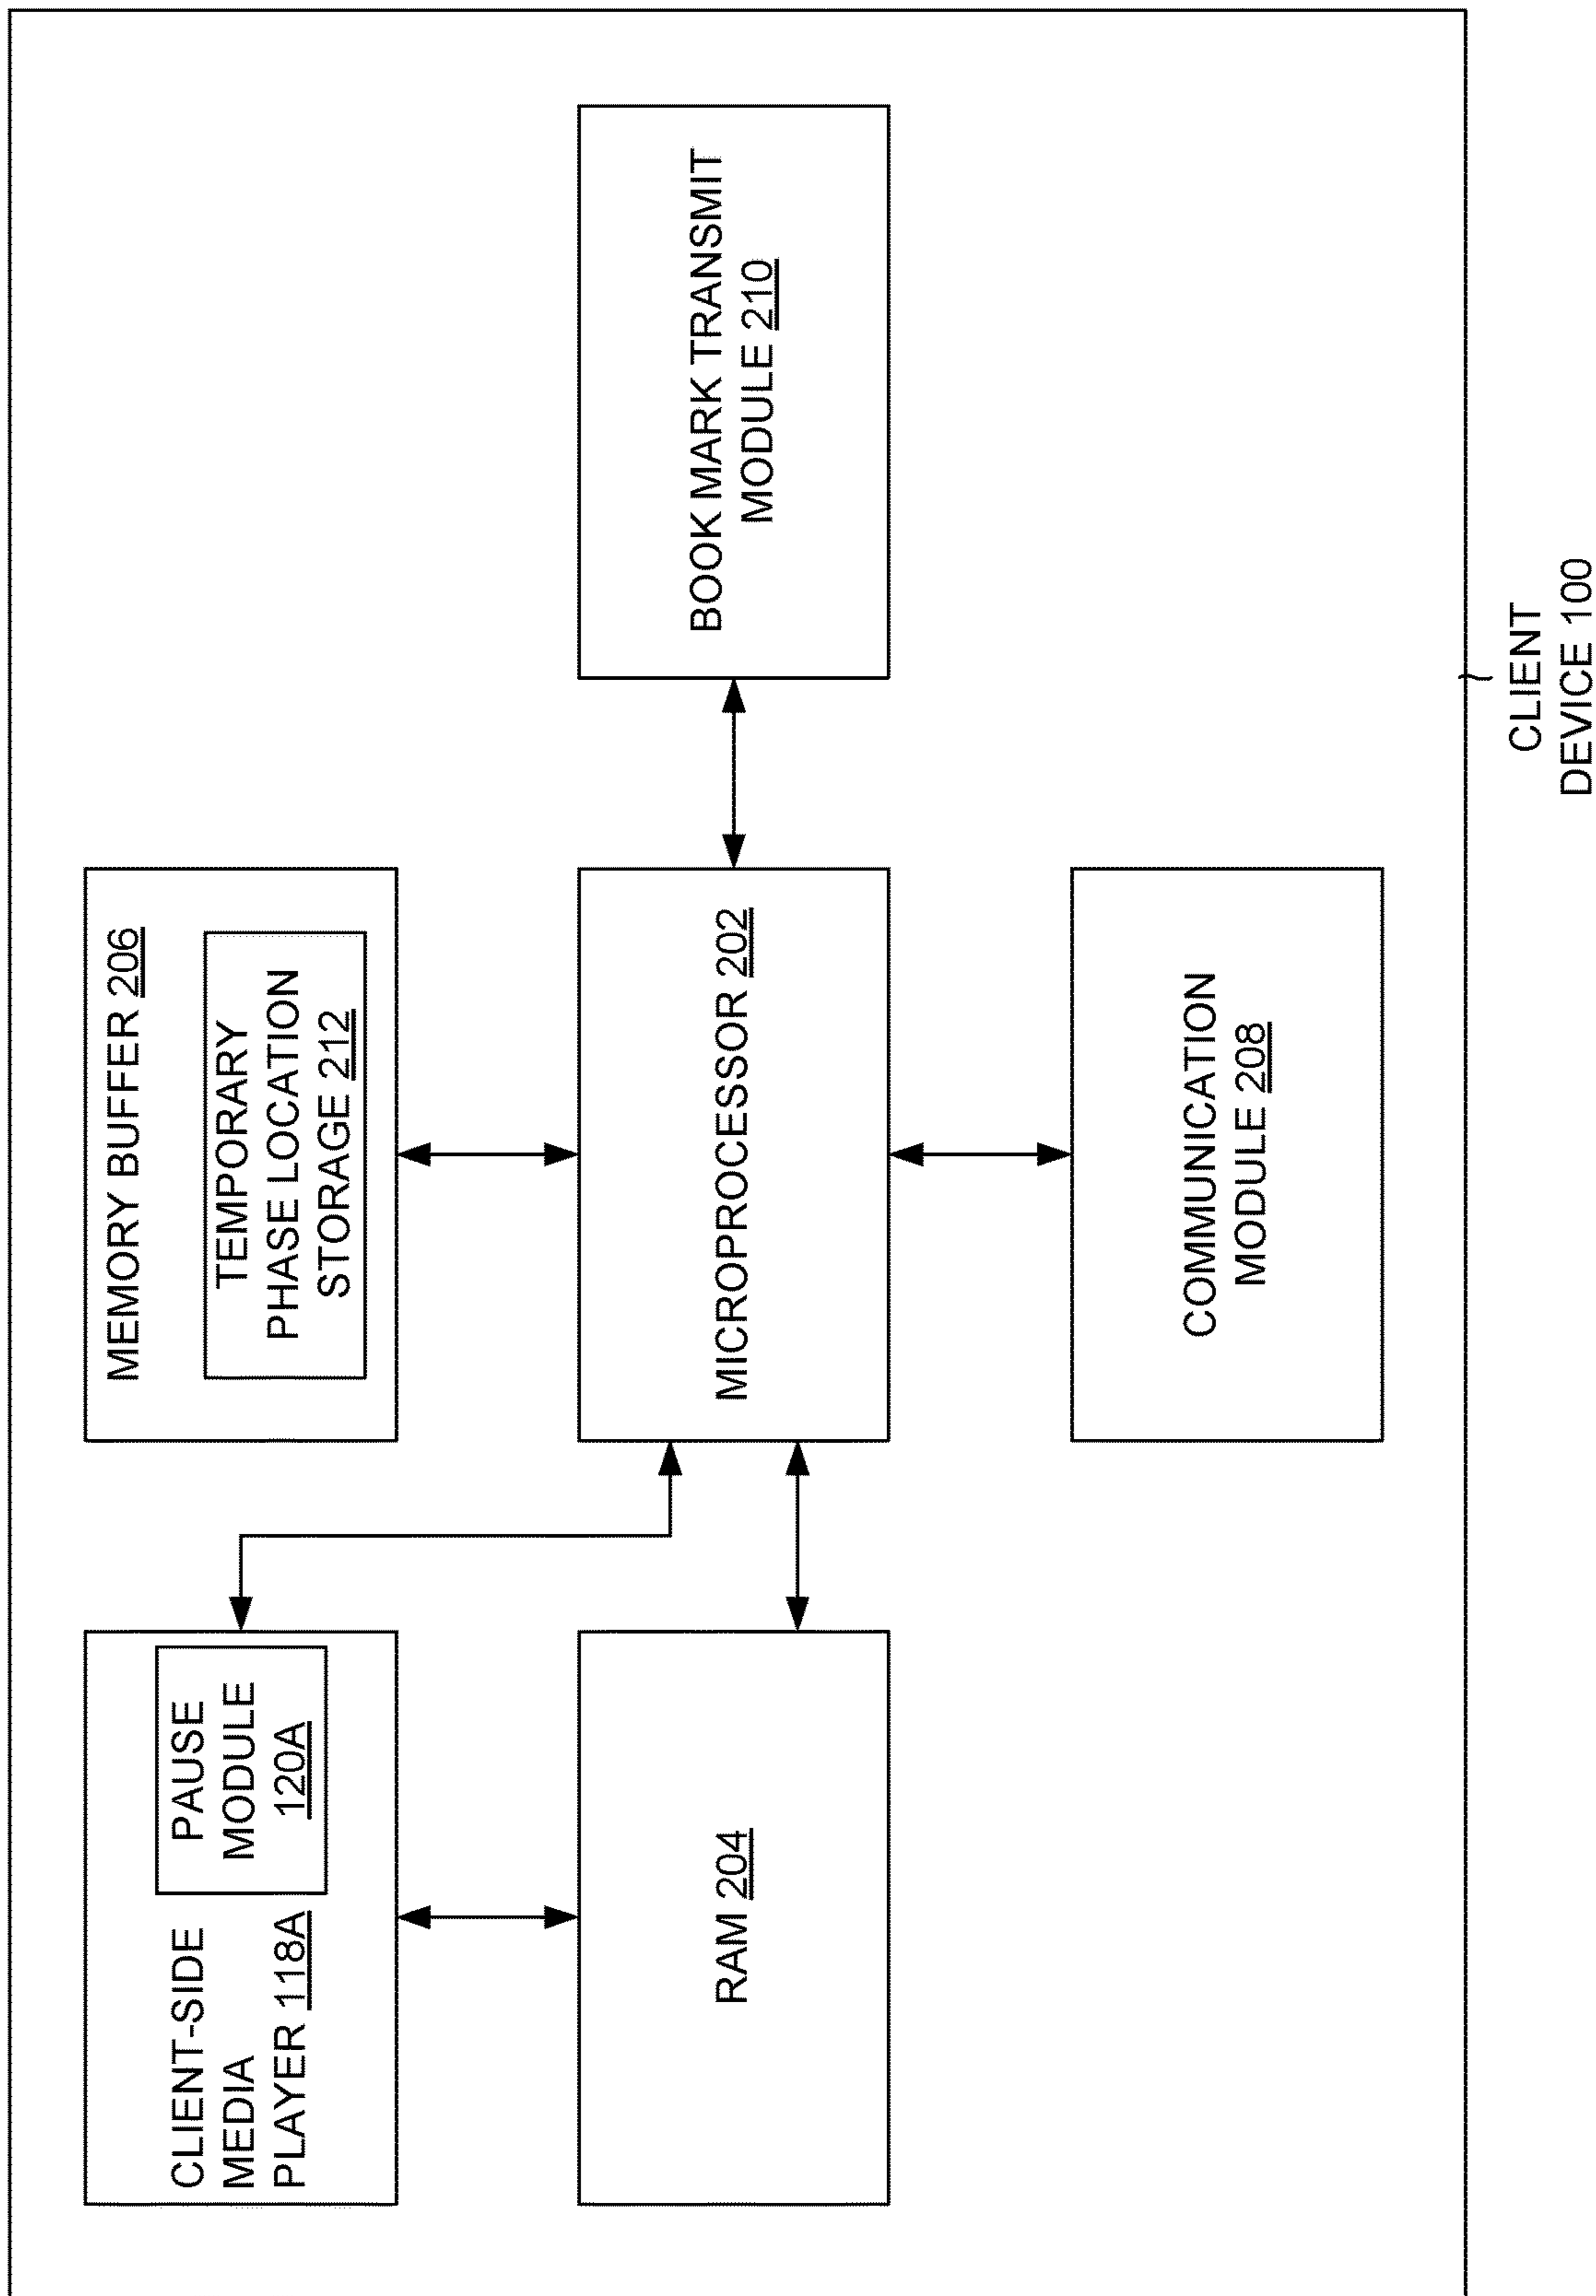 CLIENT-SIDE
MEDIA
PLAYER 118A
PAUSE
MODULE
120A
MEMORY BUFFER 206
TEMPORARY
PHASE LOCATION
STORAGE 212
RAM 204
MICROPROCESSOR 202
BOOK MARK TRANSMIT
MODULE 210
COMMUNICATION
MODULE 208
CLIENT
DEVICE 100